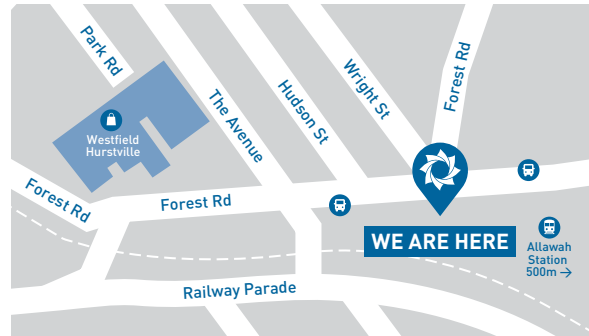 Park Rd
The Avenue
Hudson St
Wright St
Forest Rd
Westfield
Hurstville
Forest Rd
Forest Rd
WE ARE HERE
Allawah
Station
500m →
Railway Parade